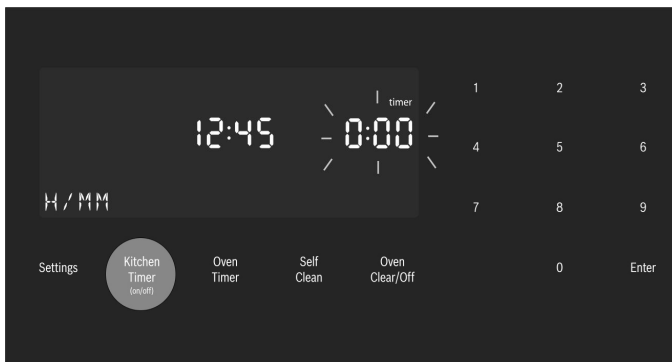 timer
12:45 0:00
H/MM
1 2 3
4 5 6
7 8 9
0 Enter
Settings
Kitchen
Timer
(on/off)
Oven
Timer
Self
Clean
Oven
Clear/Off